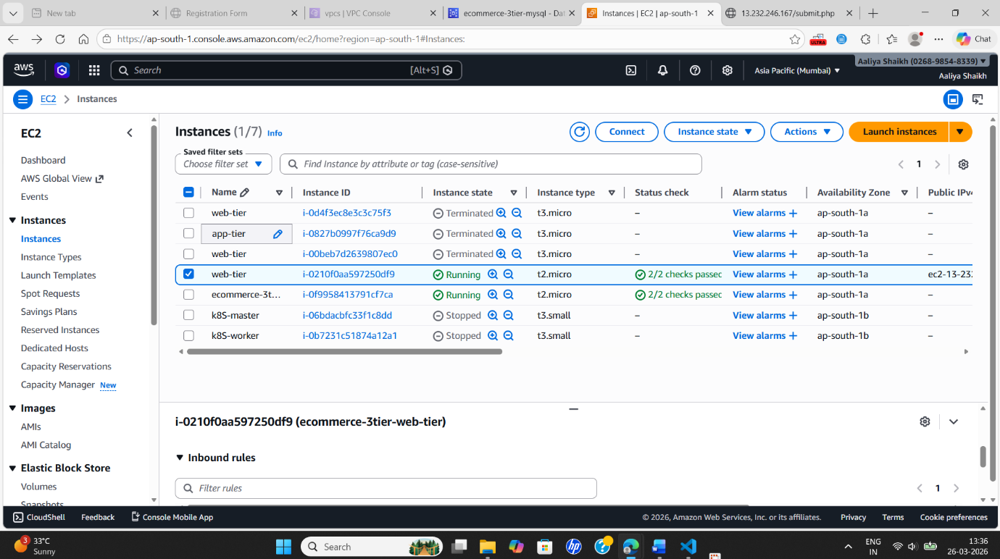 New tab
Registration Form
vpcs | VPC Console
ecommerce-3tier-mysql - Dat
Instances | EC2 | ap-south-1
13.232.246.167/submit.php
https://ap-south-1.console.aws.amazon.com/ec2/home?region=ap-south-1#Instances:
ULTRA
Chat
aws
Search
[Alt+S]
Asia Pacific (Mumbai)
Aaliya Shaikh (0268-9854-8339)
Aaliya Shaikh
EC2
Instances
EC2
Dashboard
AWS Global View
Events
Instances
Instances
Instance Types
Launch Templates
Spot Requests
Savings Plans
Reserved Instances
Dedicated Hosts
Capacity Reservations
Capacity Manager New
Images
AMIs
AMI Catalog
Elastic Block Store
Volumes
Snapshots
Instances (1/7) Info
Connect
Instance state
Actions
Launch instances
Saved filter sets
Choose filter set
Find Instance by attribute or tag (case-sensitive)
1
Name Instance ID Instance state Instance type Status check Alarm status Availability Zone Public IPv4
web-tier i-0d4f3ec8e3c3c75f3 Terminated t3.micro – View alarms + ap-south-1a –
app-tier i-0827b0997f76ca9d9 Terminated t3.micro – View alarms + ap-south-1a –
web-tier i-00beb7d2639807ec0 Terminated t3.micro – View alarms + ap-south-1a –
web-tier i-0210f0aa597250df9 Running t2.micro 2/2 checks passed View alarms + ap-south-1a ec2-13-232
ecommerce-3t... i-0f9958413791cf7ca Running t2.micro 2/2 checks passed View alarms + ap-south-1a –
k8S-master i-06bdacbfc33f1c8dd Stopped t3.small – View alarms + ap-south-1b –
k8S-worker i-0b7231c51874a12a1 Stopped t3.small – View alarms + ap-south-1b –
i-0210f0aa597250df9 (ecommerce-3tier-web-tier)
Inbound rules
Filter rules
1
CloudShell
Feedback
Console Mobile App
© 2026, Amazon Web Services, Inc. or its affiliates.
Privacy
Terms
Cookie preferences
3
33°C
Sunny
Search
ENG
IN
13:36
26-03-2026